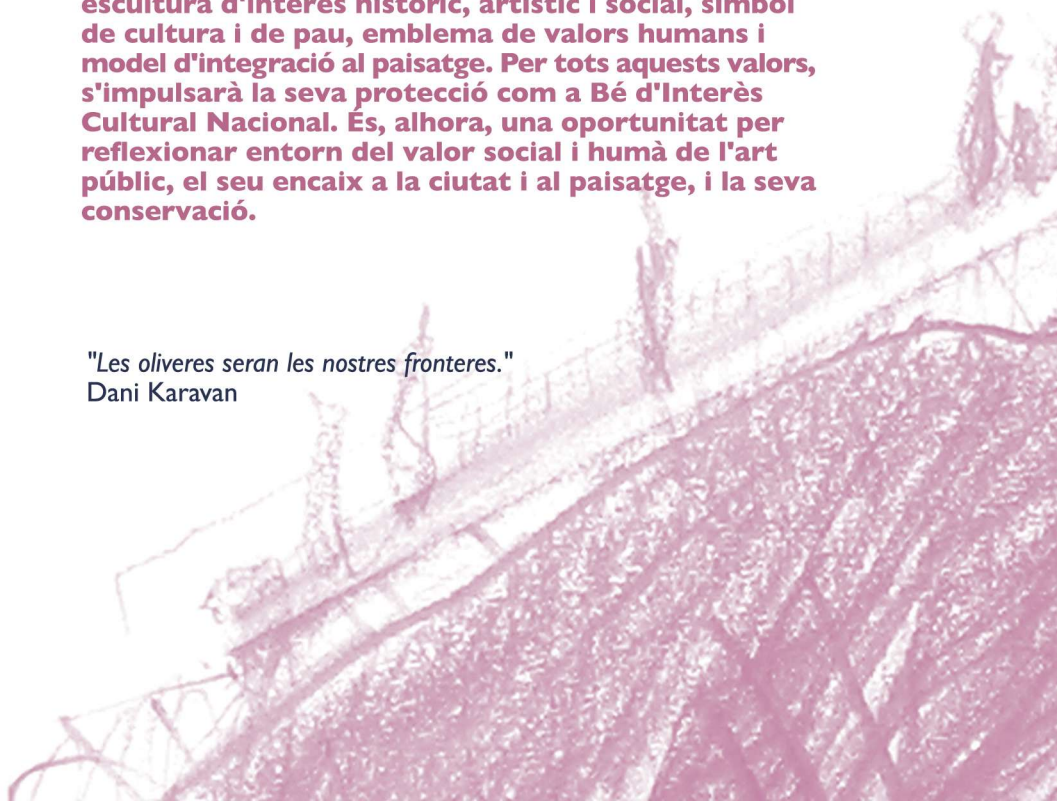 escultura d'interès històric, artístic i social, símbol
de cultura i de pau, emblema de valors humans i
model d'integració al paisatge. Per tots aquests valors,
s'impulsarà la seva protecció com a Bé d'Interès
Cultural Nacional. És, alhora, una oportunitat per
reflexionar entorn del valor social i humà de l'art
públic, el seu encaix a la ciutat i al paisatge, i la seva
conservació.
"Les oliveres seran les nostres fronteres."
Dani Karavan